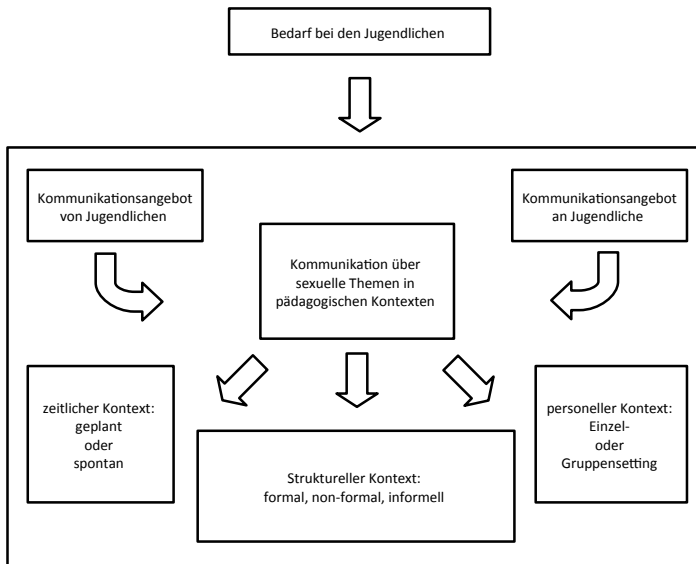 Bedarf bei den Jugendlichen
Kommunikationsangebot
von Jugendlichen
Kommunikationsangebot
an Jugendliche
Kommunikation über
sexuelle Themen in
pädagogischen Kontexten
zeitlicher Kontext:
geplant
oder
spontan
Struktureller Kontext:
formal, non-formal, informell
personeller Kontext:
Einzel-
oder
Gruppensetting